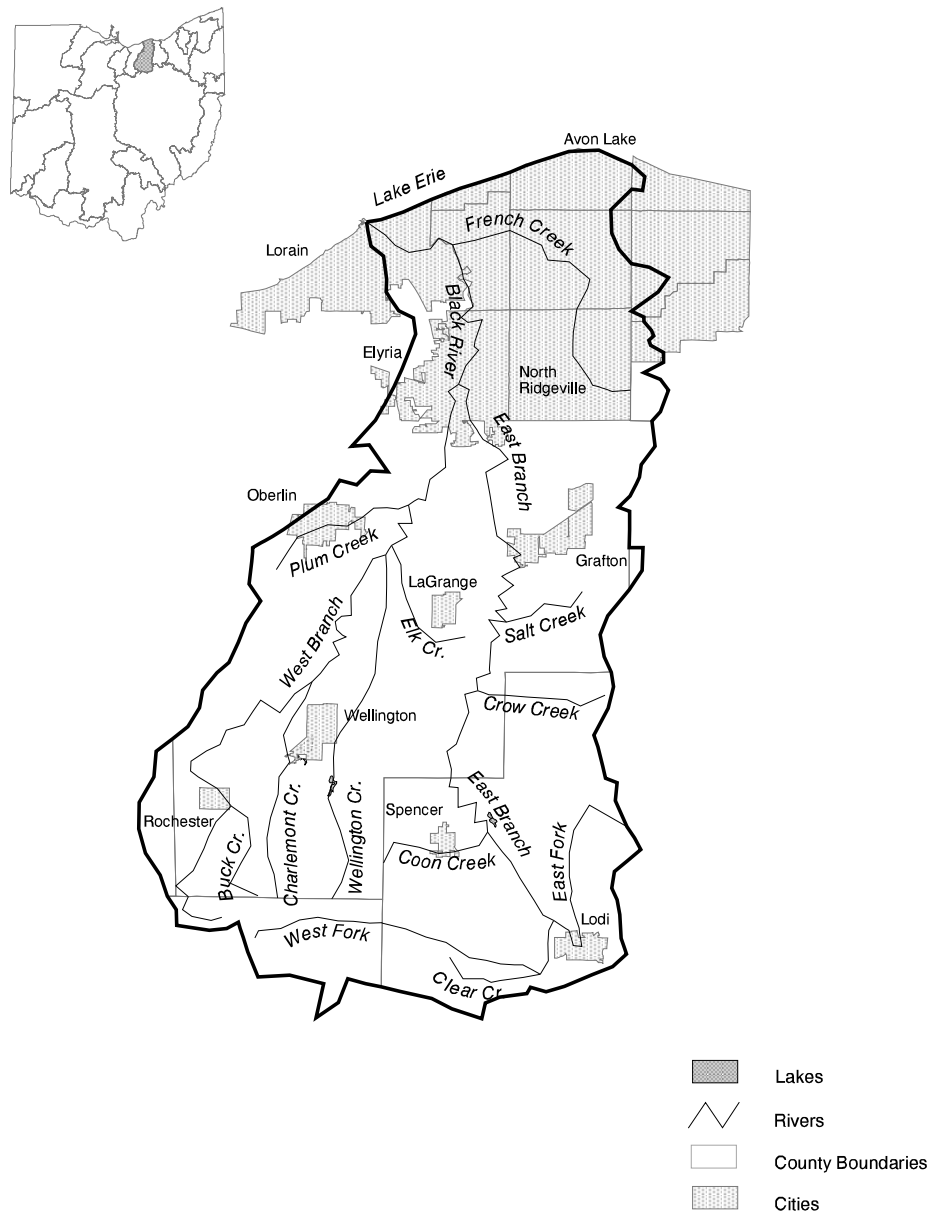 Avon Lake
Lake Erie
French Creek
Lorain
Black River
Elyria
North
Ridgeville
East Branch
Oberlin
Plum Creek
Grafton
LaGrange
West Branch
Elk Cr.
Salt Creek
Crow Creek
Wellington
East Branch
Spencer
Rochester
Buck Cr.
Charlemont Cr.
Wellington Cr.
Coon Creek
East Fork
Lodi
West Fork
Clear Cr
Lakes
Rivers
County Boundaries
Cities